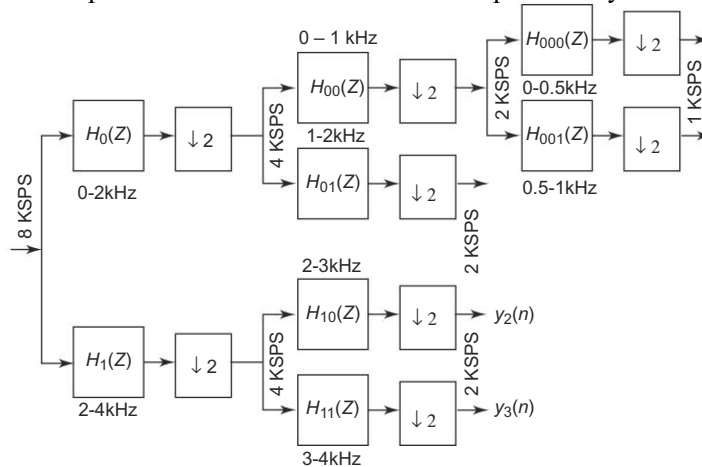 0 – 1 kHz
H000(Z)
↓ 2
0-0.5kHz
2 KSPS
1 KSPS
H00(Z)
↓ 2
H0(Z)
↓ 2
0-2kHz
4 KSPS
1-2kHz
H01(Z)
↓ 2
H001(Z)
↓ 2
0.5-1kHz
8 KSPS
2 KSPS
2-3kHz
H10(Z)
↓ 2
y2(n)
H1(Z)
↓ 2
2-4kHz
4 KSPS
2 KSPS
H11(Z)
↓ 2
y3(n)
3-4kHz